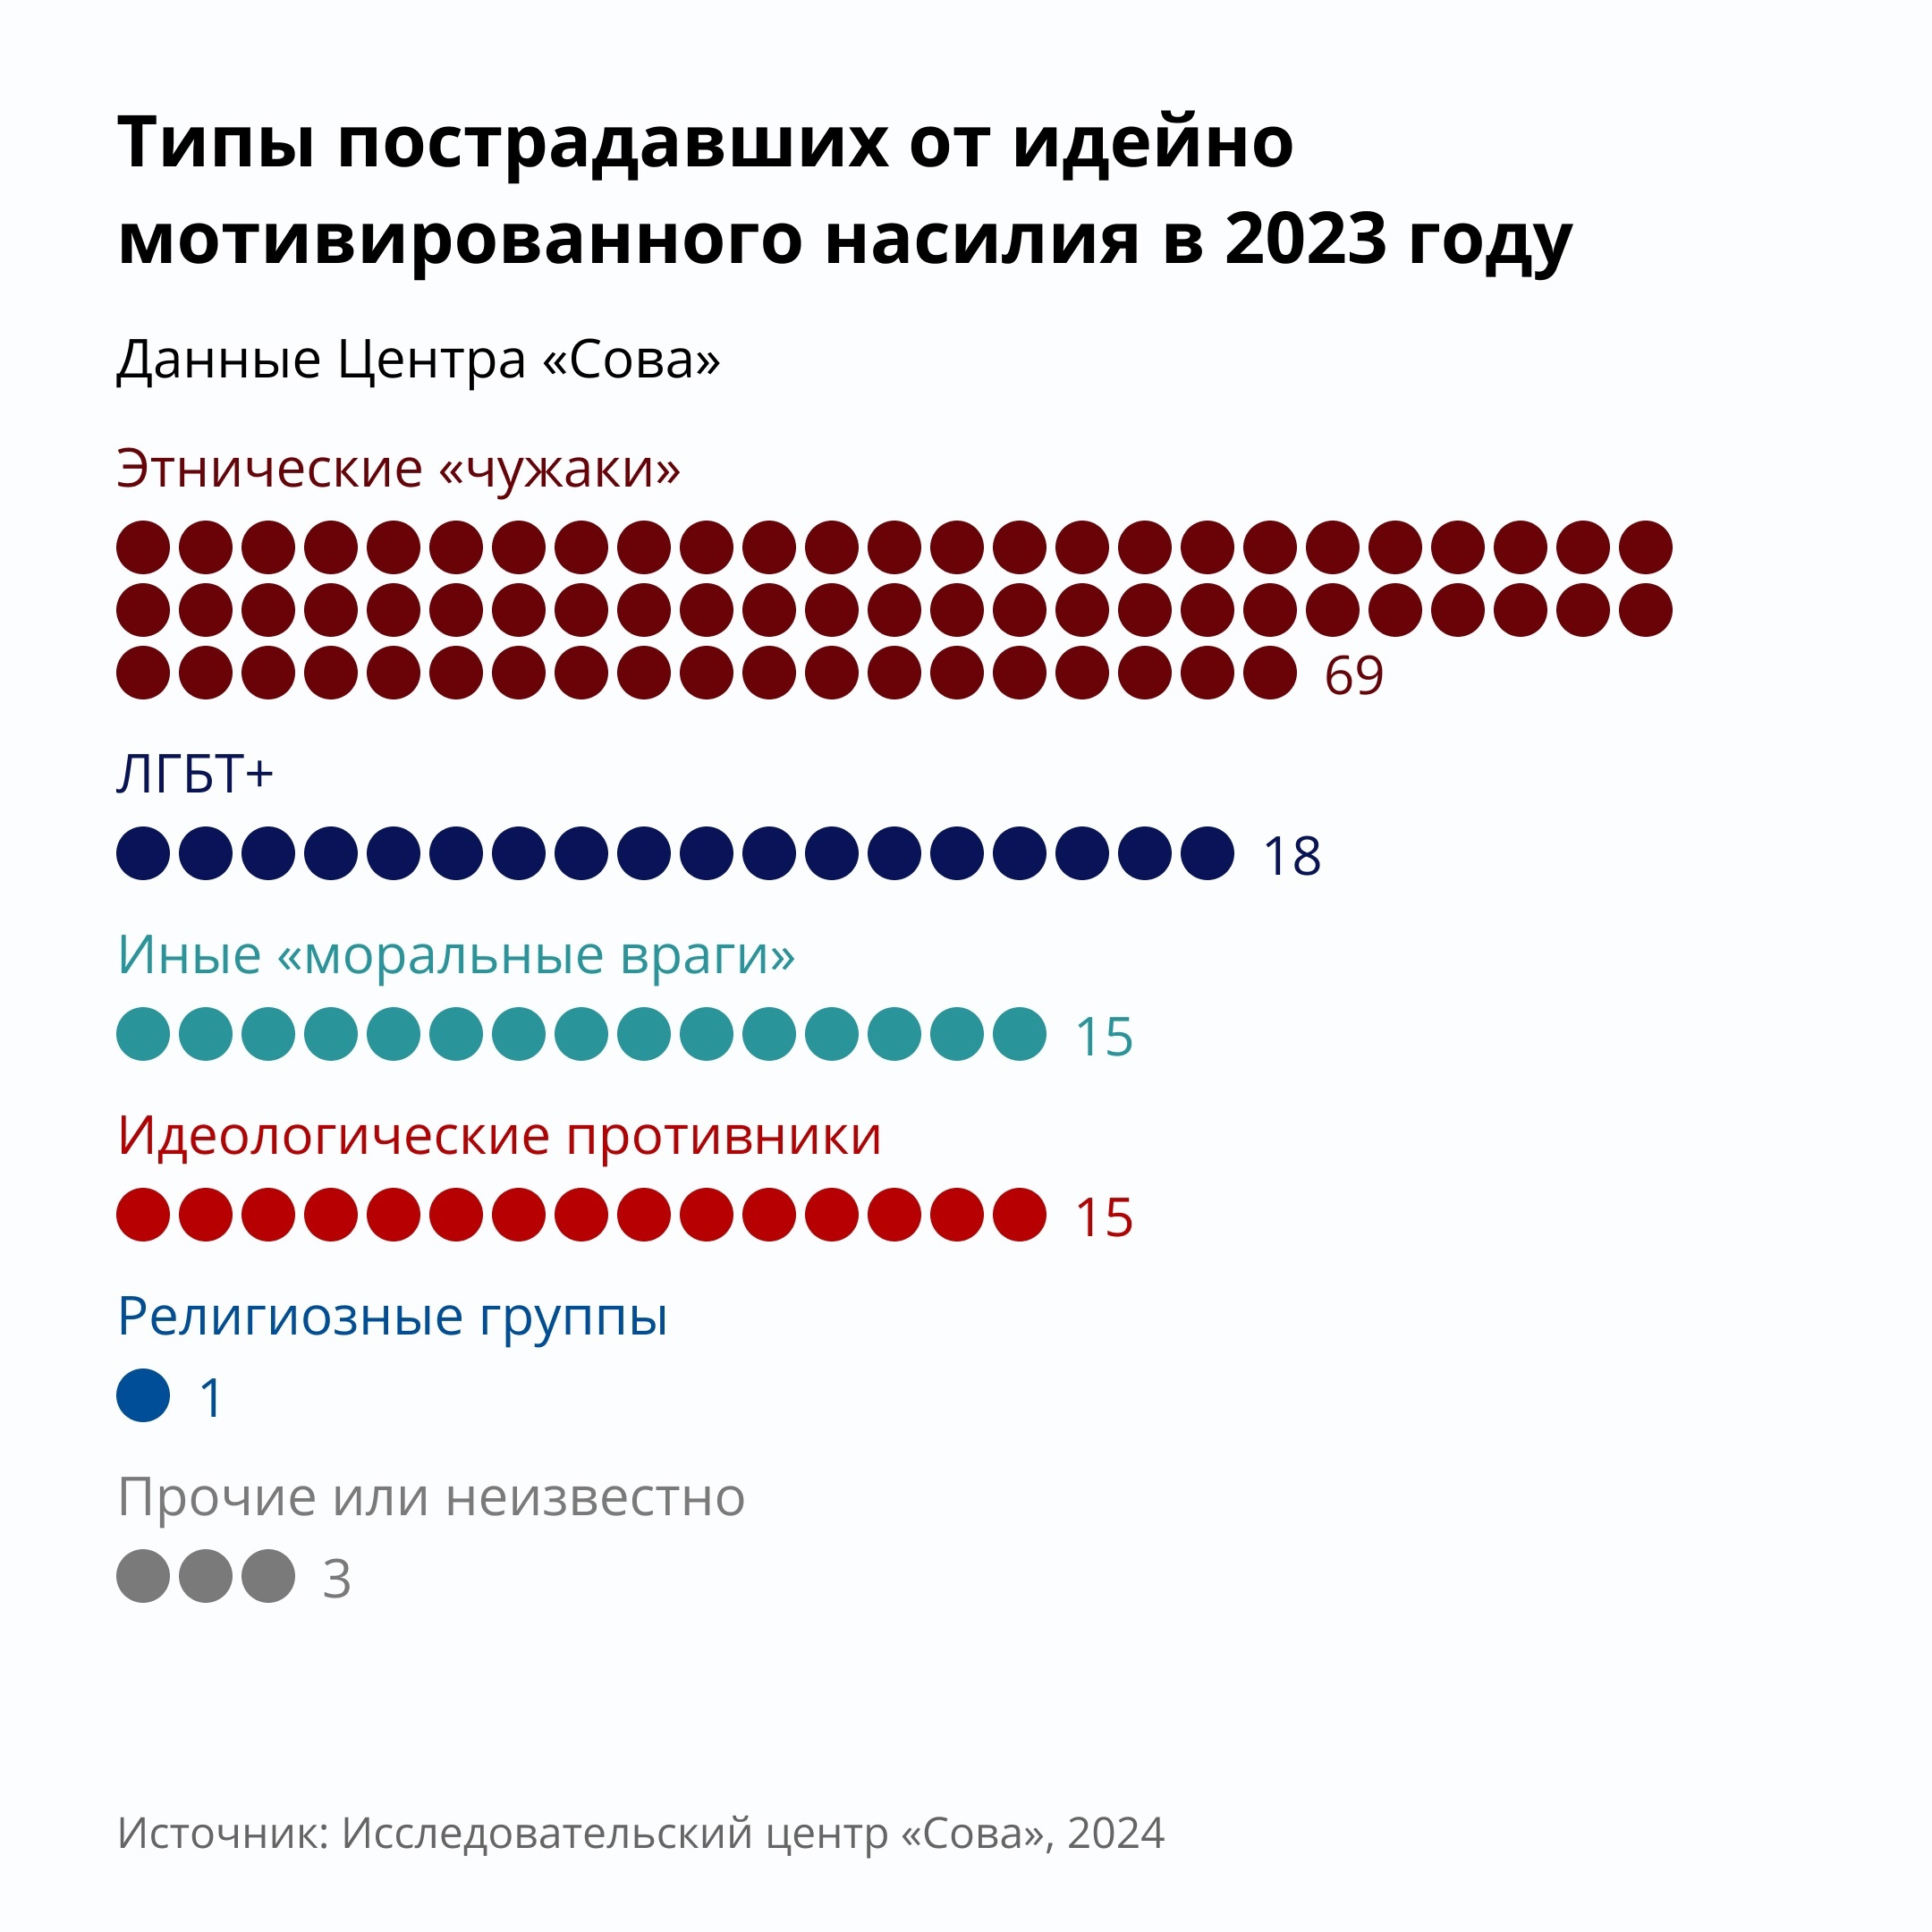 Типы пострадавших от идейно
мотивированного насилия в 2023 году
Данные Центра «Сова»
Этнические «чужаки»
69
ЛГБТ+
18
Иные «моральные враги»
15
Идеологические противники
15
Религиозные группы
1
Прочие или неизвестно
3
Источник: Исследовательский центр «Сова», 2024